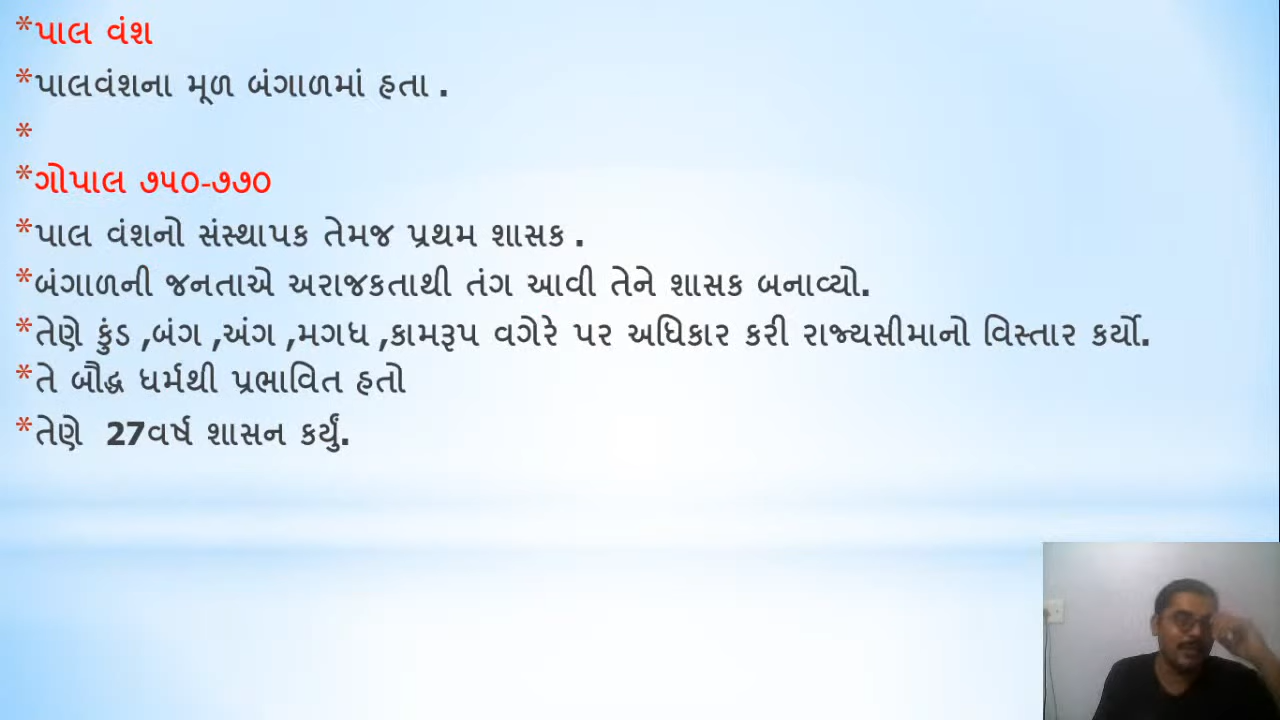 *પાલ વંશ
*પાલવંશના મૂળ બંગાળમાં હતા .
*
*ગોપાલ ૭૫૦-૭૭૦
*પાલ વંશનો સંસ્થાપક તેમજ પ્રથમ શાસક .
*બંગાળની જનતાએ અરાજકતાથી તંગ આવી તેને શાસક બનાવ્યો.
*તેણે કુંડ ,બંગ ,અંગ ,મગધ ,કામરૂપ વગેરે પર અધિકાર કરી રાજ્યસીમાનો વિસ્તાર કર્યો.
*તે બૌદ્ધ ધર્મથી પ્રભાવિત હતો
*તેણે 27વર્ષ શાસન કર્યું.